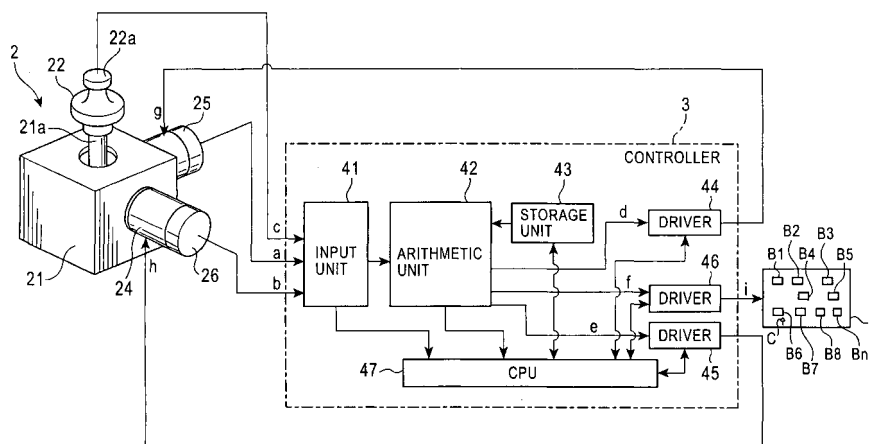 22a
2
22
25
g
21a
3
CONTROLLER
41
42
43
44
STORAGE
UNIT
d
DRIVER
c
a
b
INPUT
UNIT
ARITHMETIC
UNIT
46
f
DRIVER
i
B1
B2
B3
B4
B5
21
24
h
26
e
DRIVER
45
C
B6
B7
B8
Bn
47
CPU